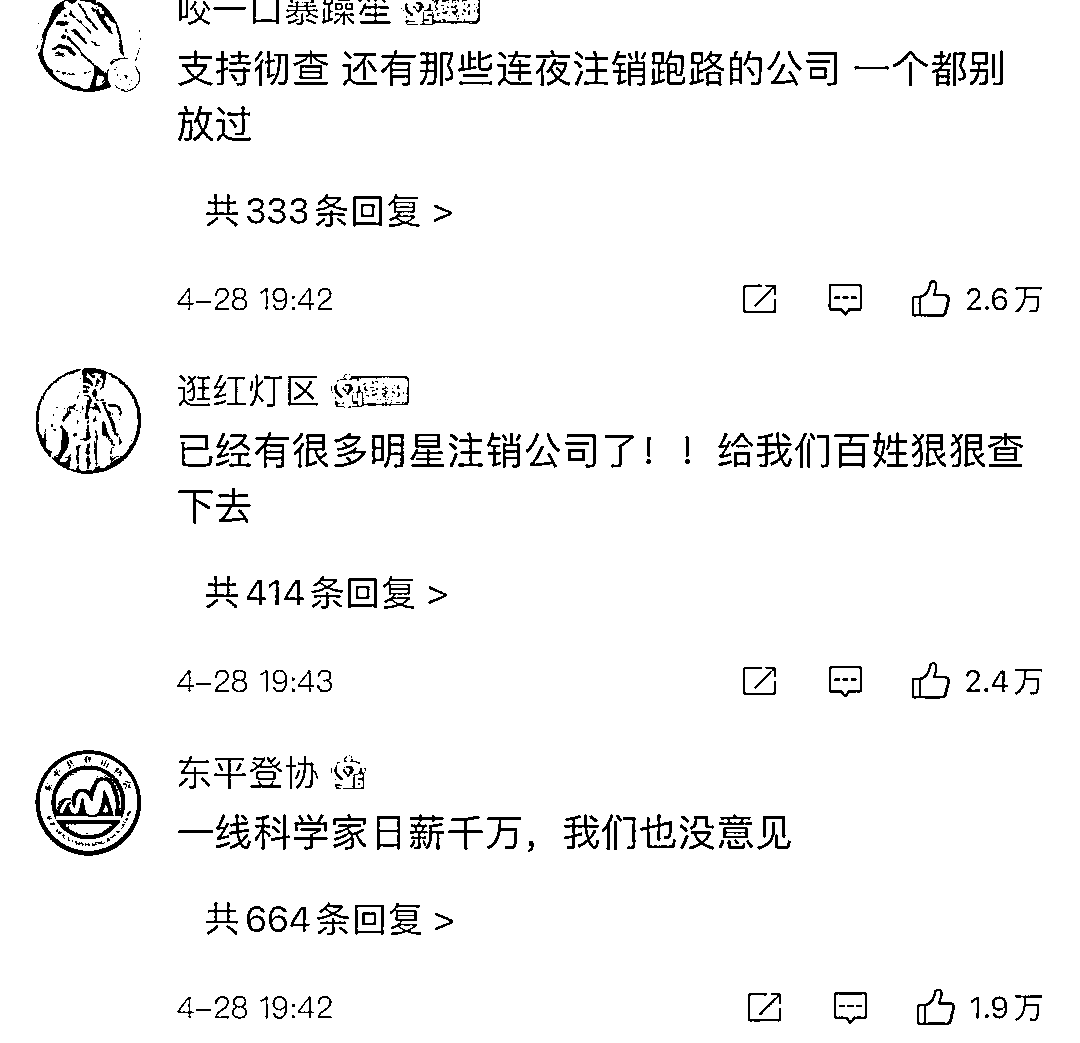 咬一口暴躁笙
支持彻查 还有那些连夜注销跑路的公司 一个都别
放过
共333条回复 >
4-28 19:42
2.6万
逛红灯区
已经有很多明星注销公司了！！给我们百姓狠狠查
下去
共414条回复 >
4-28 19:43
2.4万
东平登协
一线科学家日薪千万，我们也没意见
共664条回复 >
4-28 19:42
1.9万